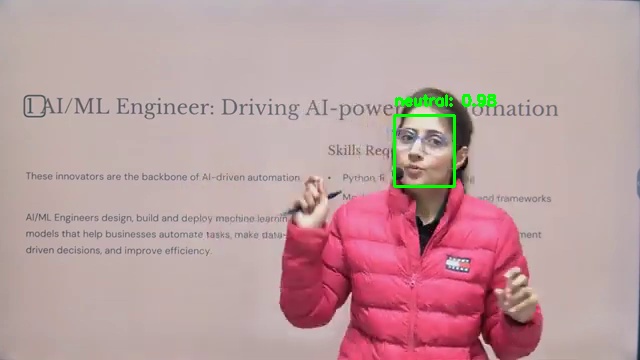 neutral: 0.98
1 AI/ML Engineer: Driving AI-power omation
Skills Req
These innovators are the backbone of AI-driven automation
• Python, R
and frameworks
AI/ML Engineers design, build and deploy machine learnin
models that help businesses automate tasks, make data-
driven decisions, and improve efficiency.